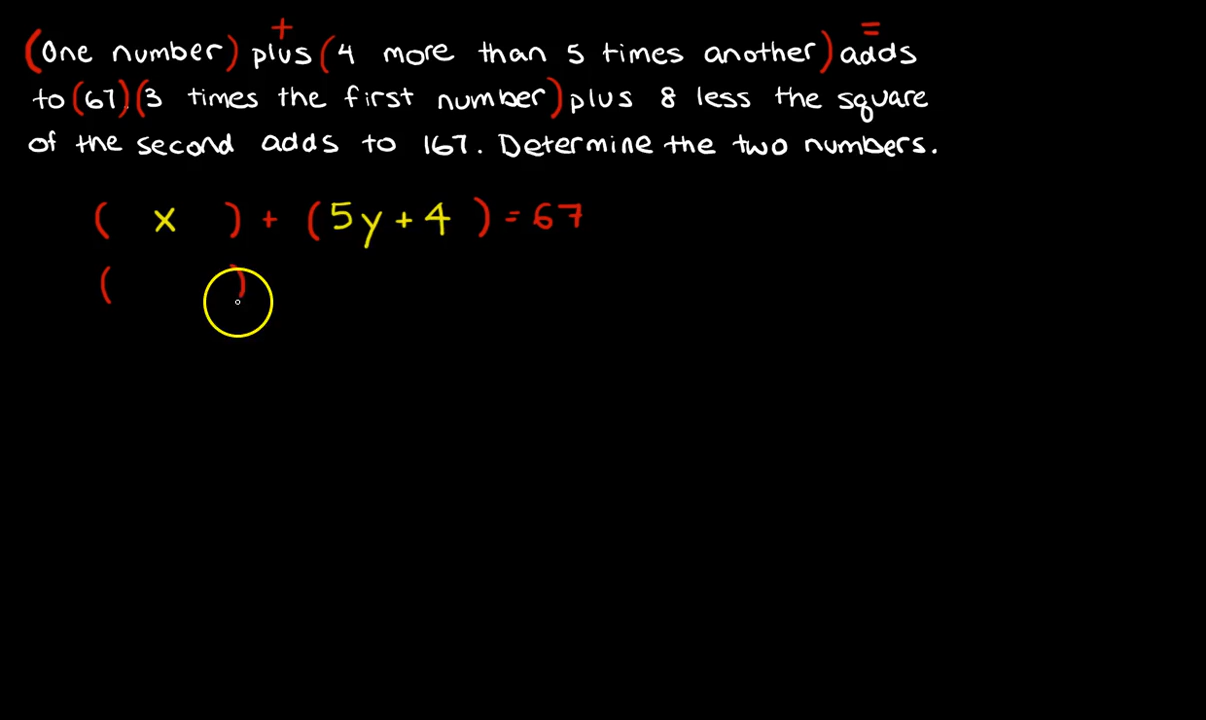 + =
(One number) plus (4 more than 5 times another) adds
to (67). (3 times the first number) plus 8 less the square
of the second adds to 167. Determine the two numbers.
( x ) + ( 5y + 4 ) = 67
( )